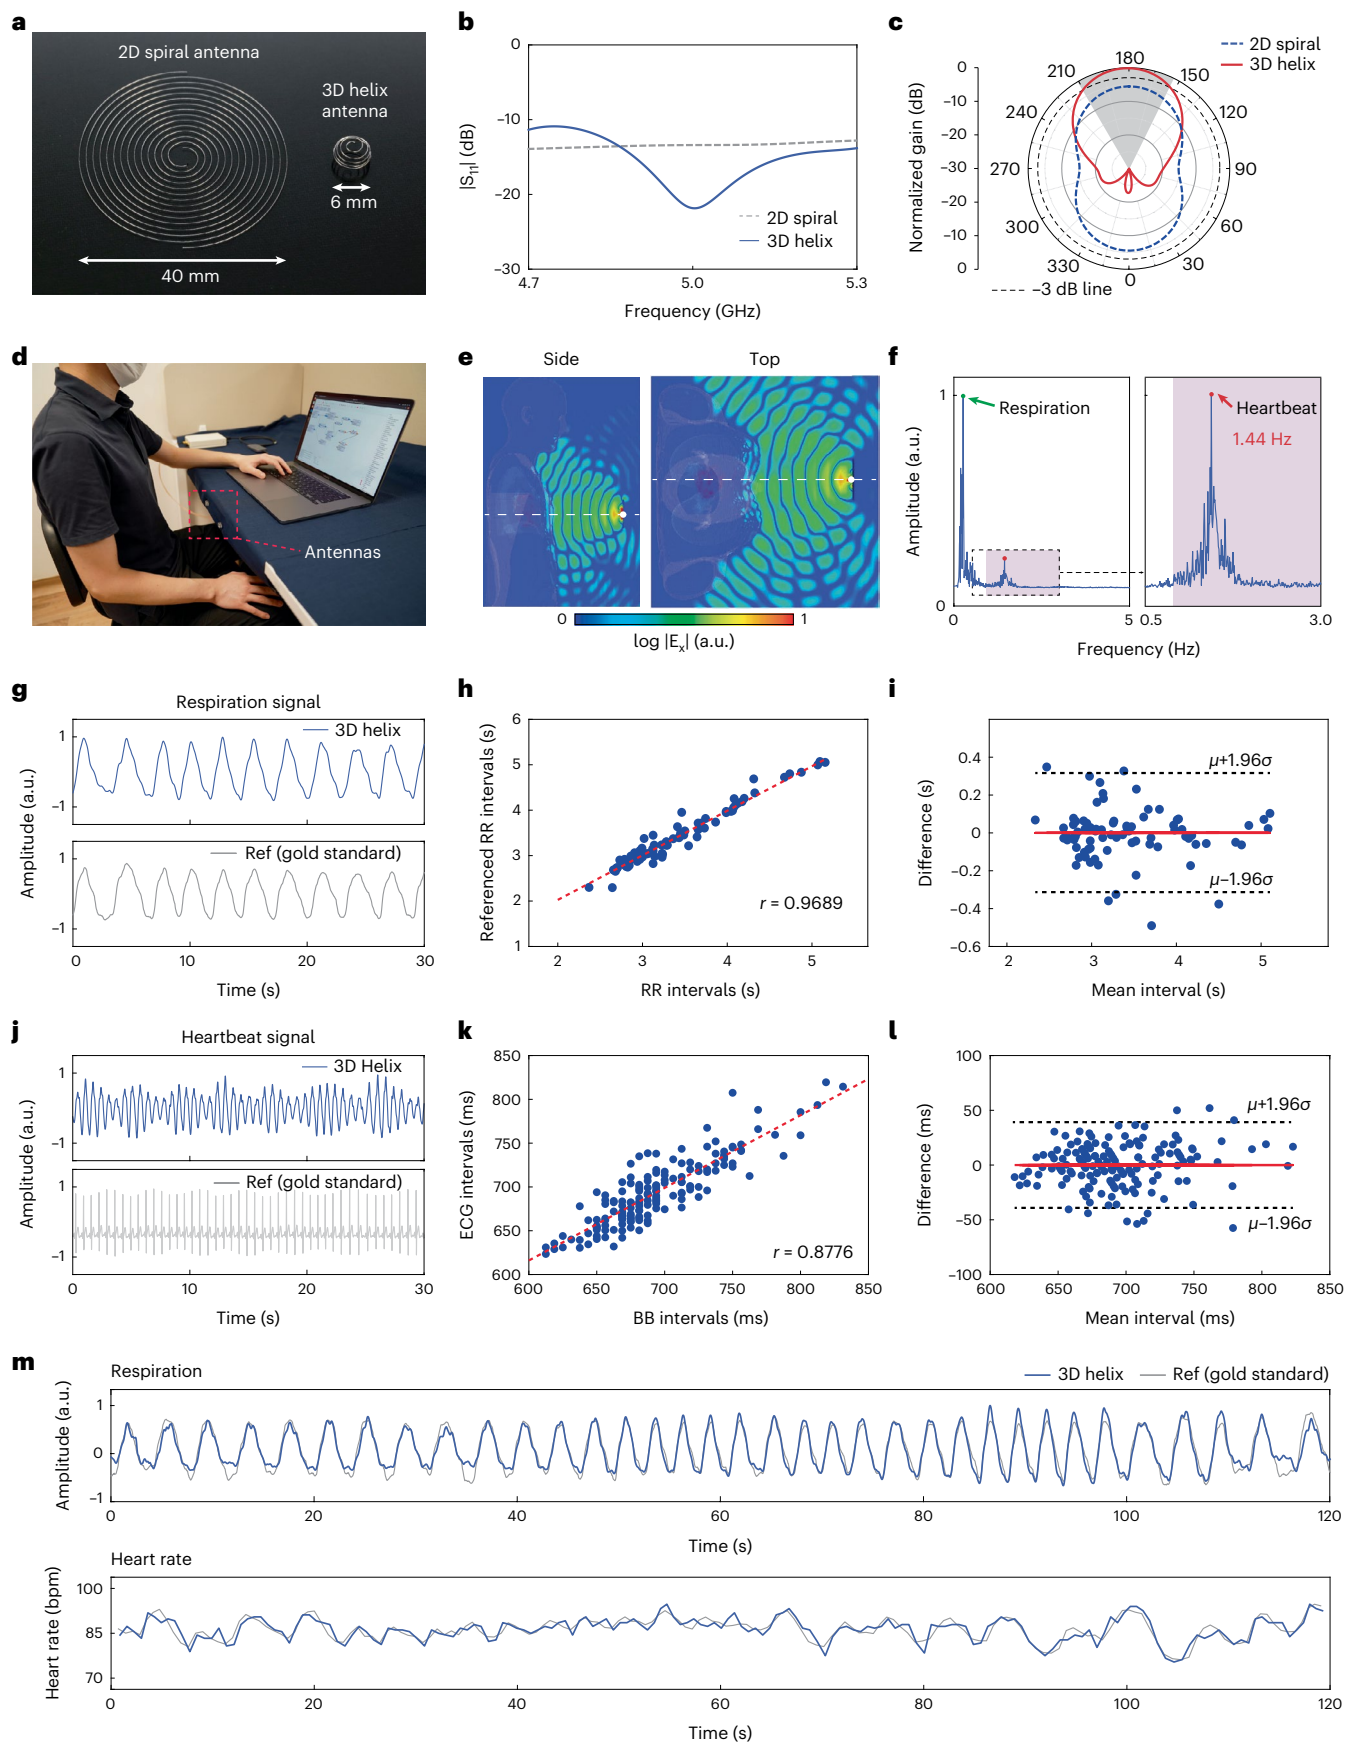 a
2D spiral antenna
3D helix
antenna
6 mm
40 mm
b
0
–10
–20
–30
|S11| (dB)
2D spiral
3D helix
4.7
5.0
5.3
Frequency (GHz)
c
2D spiral
3D helix
0
–10
–20
–30
–20
–10
0
Normalized gain (dB)
180
210
150
240
120
270
90
300
60
330
30
0
–3 dB line
d
Antennas
e
Side
Top
0
1
log |Ex| (a.u.)
f
1
0
Amplitude (a.u.)
Respiration
Heartbeat
1.44 Hz
0
5
0.5
3.0
Frequency (Hz)
g
Respiration signal
3D helix
1
–1
Ref (gold standard)
1
–1
Amplitude (a.u.)
0
10
20
30
Time (s)
h
6
5
4
3
2
1
Referenced RR intervals (s)
r = 0.9689
2
3
4
5
RR intervals (s)
i
0.4
0.2
0
–0.2
–0.4
–0.6
Difference (s)
μ+1.96σ
μ–1.96σ
2
3
4
5
Mean interval (s)
j
Heartbeat signal
3D Helix
1
–1
Amplitude (a.u.)
Ref (gold standard)
1
–1
Amplitude (a.u.)
0
10
20
30
Time (s)
k
850
800
750
700
650
600
ECG intervals (ms)
r = 0.8776
600
650
700
750
800
850
BB intervals (ms)
l
100
50
0
–50
–100
Difference (ms)
μ+1.96σ
μ–1.96σ
600
650
700
750
800
850
Mean interval (ms)
m
Respiration
3D helix
Ref (gold standard)
1
0
–1
Amplitude (a.u.)
0
20
40
60
80
100
120
Time (s)
Heart rate
100
85
70
Heart rate (bpm)
0
20
40
60
80
100
120
Time (s)